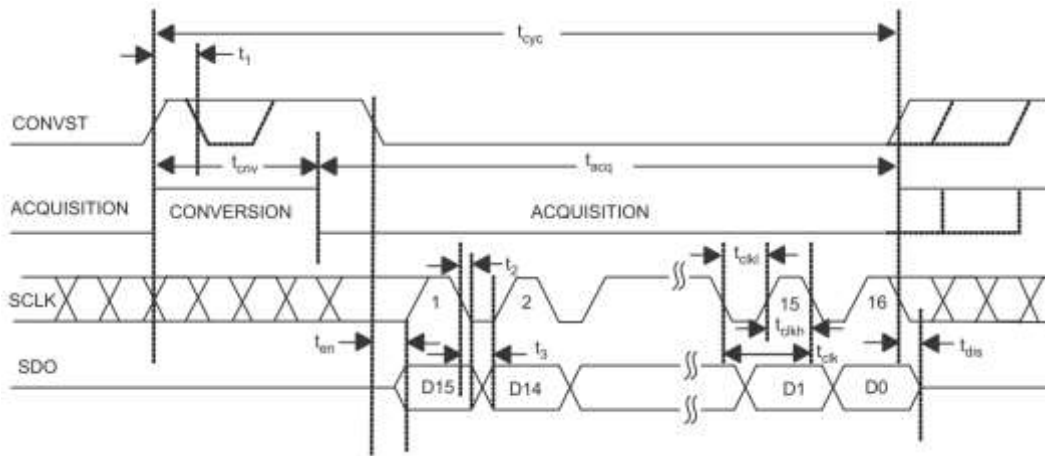 tcyc
t1
CONVST
tcnv
tacq
ACQUISITION
CONVERSION
ACQUISITION
t2
tclkl
SCLK
1
2
15
16
tclkh
ten
t3
tclk
tdis
SDO
D15
D14
D1
D0